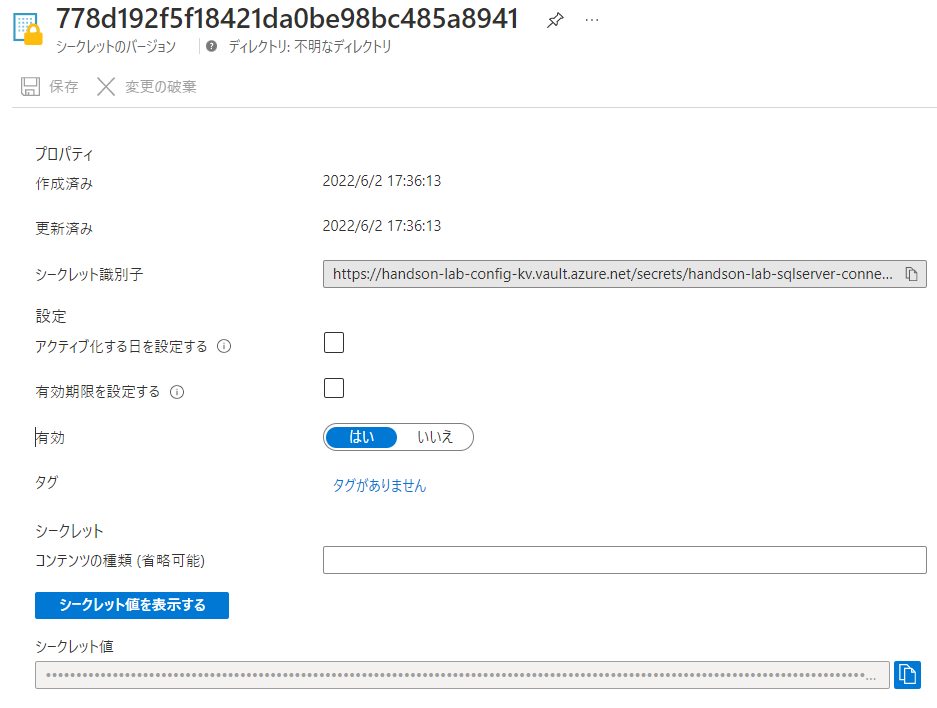 778d192f5f18421da0be98bc485a8941
シークレットのバージョン ディレクトリ: 不明なディレクトリ
保存 変更の破棄
プロパティ
作成済み 2022/6/2 17:36:13
更新済み 2022/6/2 17:36:13
シークレット識別子 https://handson-lab-config-kv.vault.azure.net/secrets/handson-lab-sqlserver-conne...
設定
アクティブ化する日を設定する
有効期限を設定する
有効 はい いいえ
タグ タグがありません
シークレット
コンテンツの種類 (省略可能)
シークレット値を表示する
シークレット値